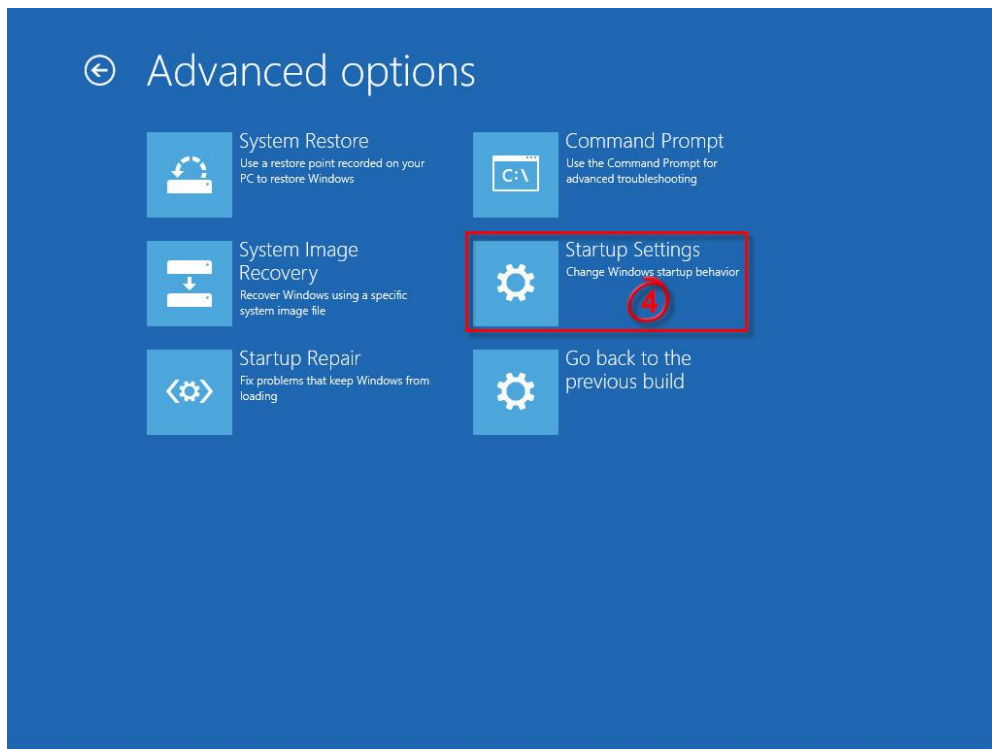 Advanced options
System Restore
Use a restore point recorded on your
PC to restore Windows
Command Prompt
Use the Command Prompt for
advanced troubleshooting
C:\
System Image
Recovery
Recover Windows using a specific
system image file
Startup Settings
Change Windows startup behavior
4
Startup Repair
Fix problems that keep Windows from
loading
Go back to the
previous build